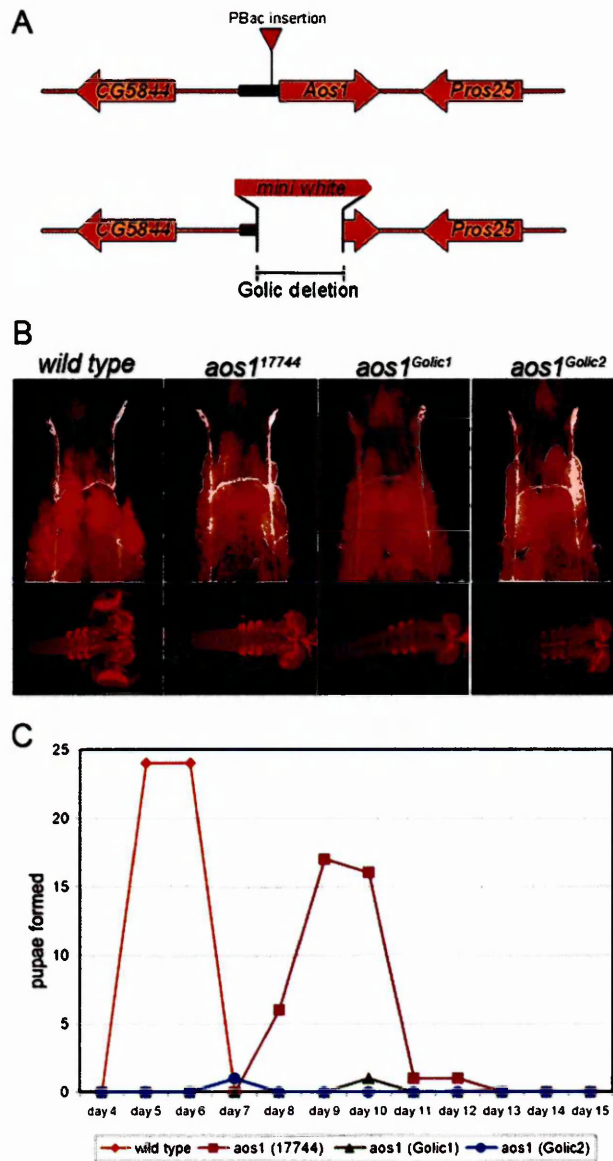 A
PBac insertion
CG5844 Aos1 Pros25
mini white
CG5844 Pros25
Golic deletion
B
wild type aos1^17744 aos1^Golic1 aos1^Golic2
C
25
20
15
10
5
0
pupae formed
day 4 day 5 day 6 day 7 day 8 day 9 day 10 day 11 day 12 day 13 day 14 day 15
wild type aos1 (17744) aos1 (Golic1) aos1 (Golic2)